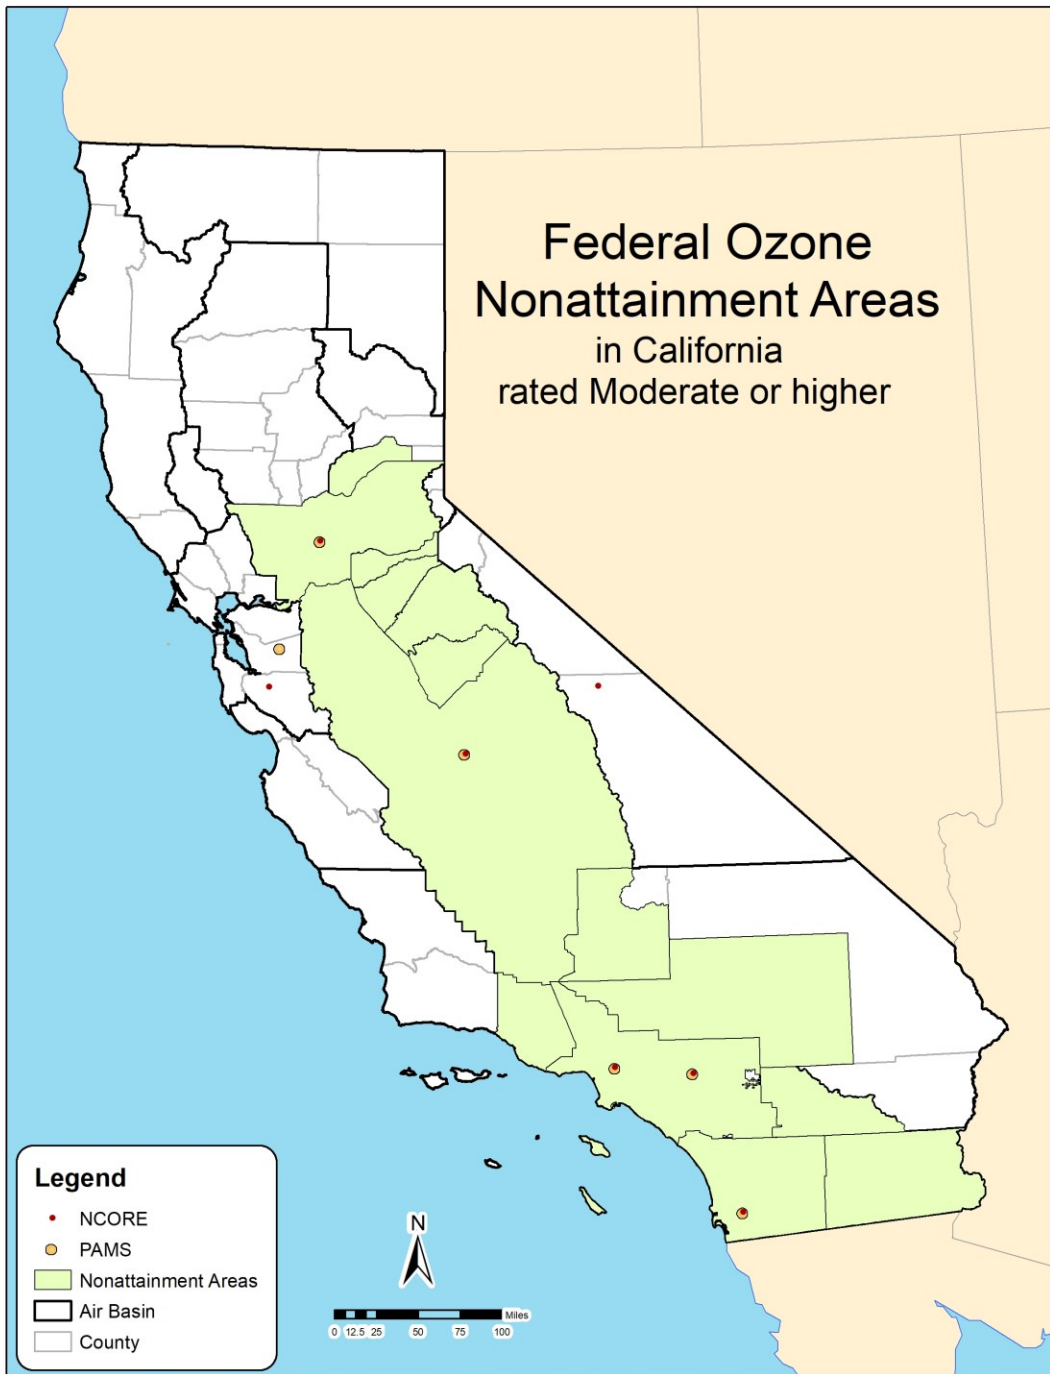 Federal Ozone
Nonattainment Areas
in California
rated Moderate or higher
Legend
NCORE
PAMS
Nonattainment Areas
Air Basin
County
N
Miles
0 12.5 25 50 75 100